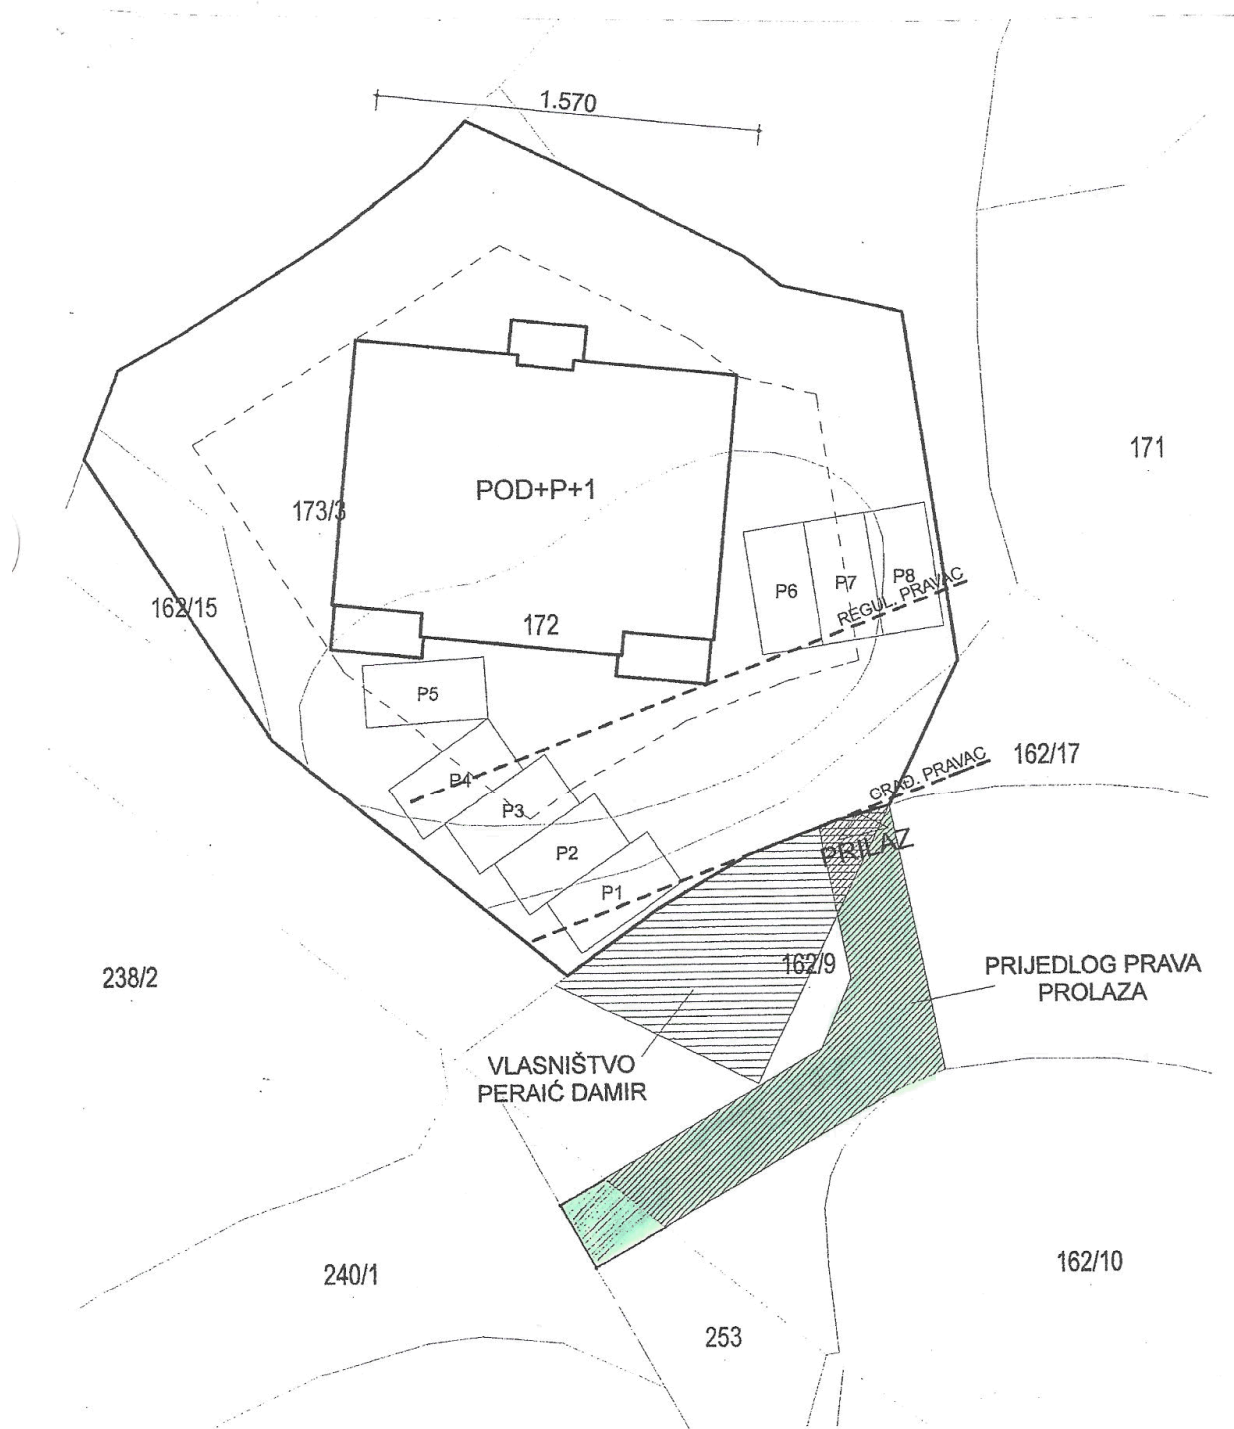 1.570
171
POD+P+1
173/3
P8
P7
P6
REGUL. PRAVAC
162/15
172
P5
162/17
GRAĐ. PRAVAC
P4
P3
PRILAZ
P2
P1
162/9
238/2
PRIJEDLOG PRAVA
PROLAZA
VLASNIŠTVO
PERAIĆ DAMIR
240/1
162/10
253